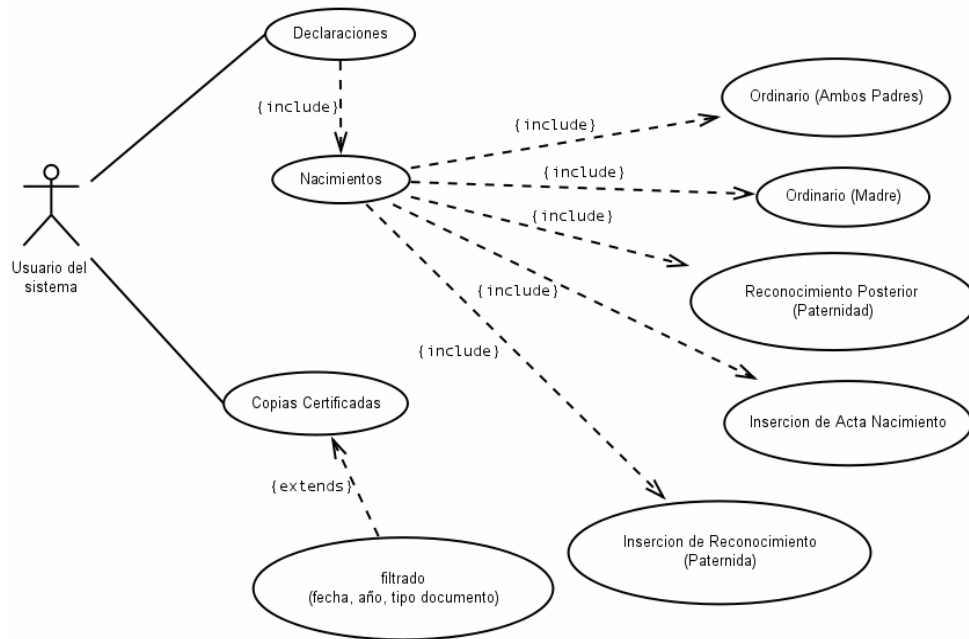 Declaraciones
{include}
Ordinario (Ambos Padres)
{include}
Nacimientos
{include}
Ordinario (Madre)
{include}
Usuario del
sistema
Reconocimiento Posterior
(Paternidad)
{include}
{include}
Copias Certificadas
Insercion de Acta Nacimiento
{extends}
Insercion de Reconocimiento
(Paternida)
filtrado
(fecha, año, tipo documento)